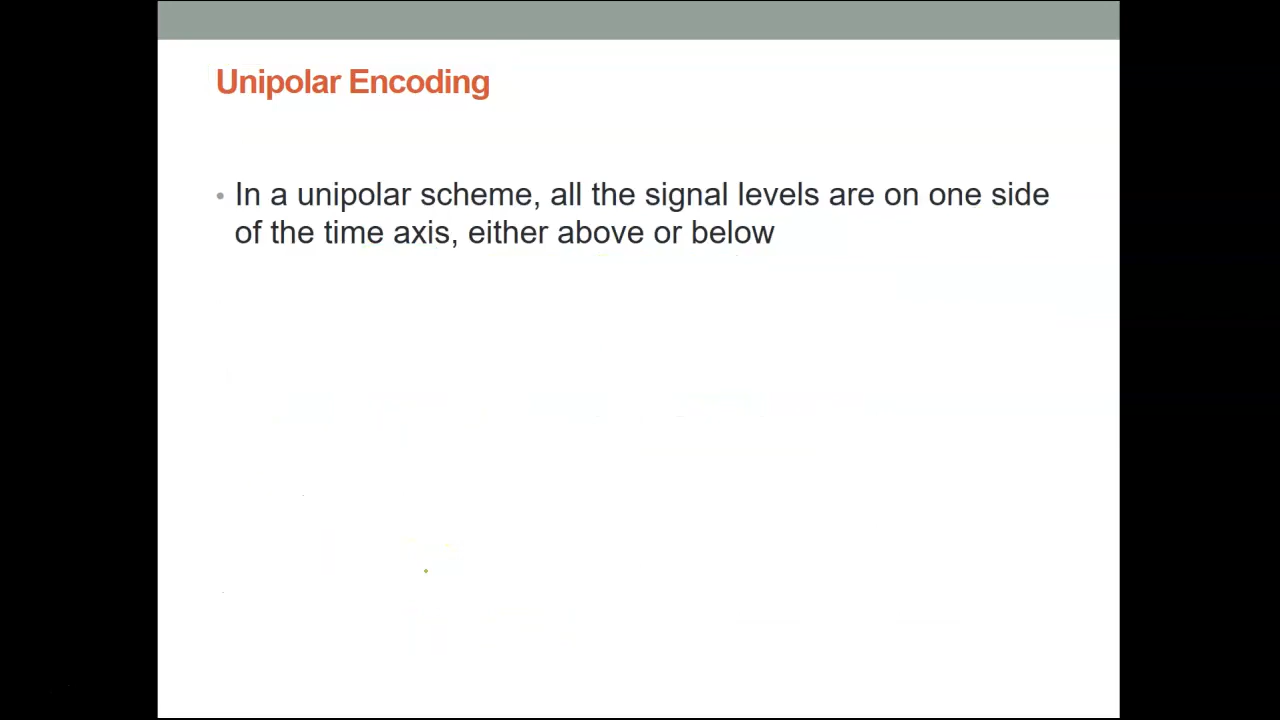 Unipolar Encoding
• In a unipolar scheme, all the signal levels are on one side
of the time axis, either above or below